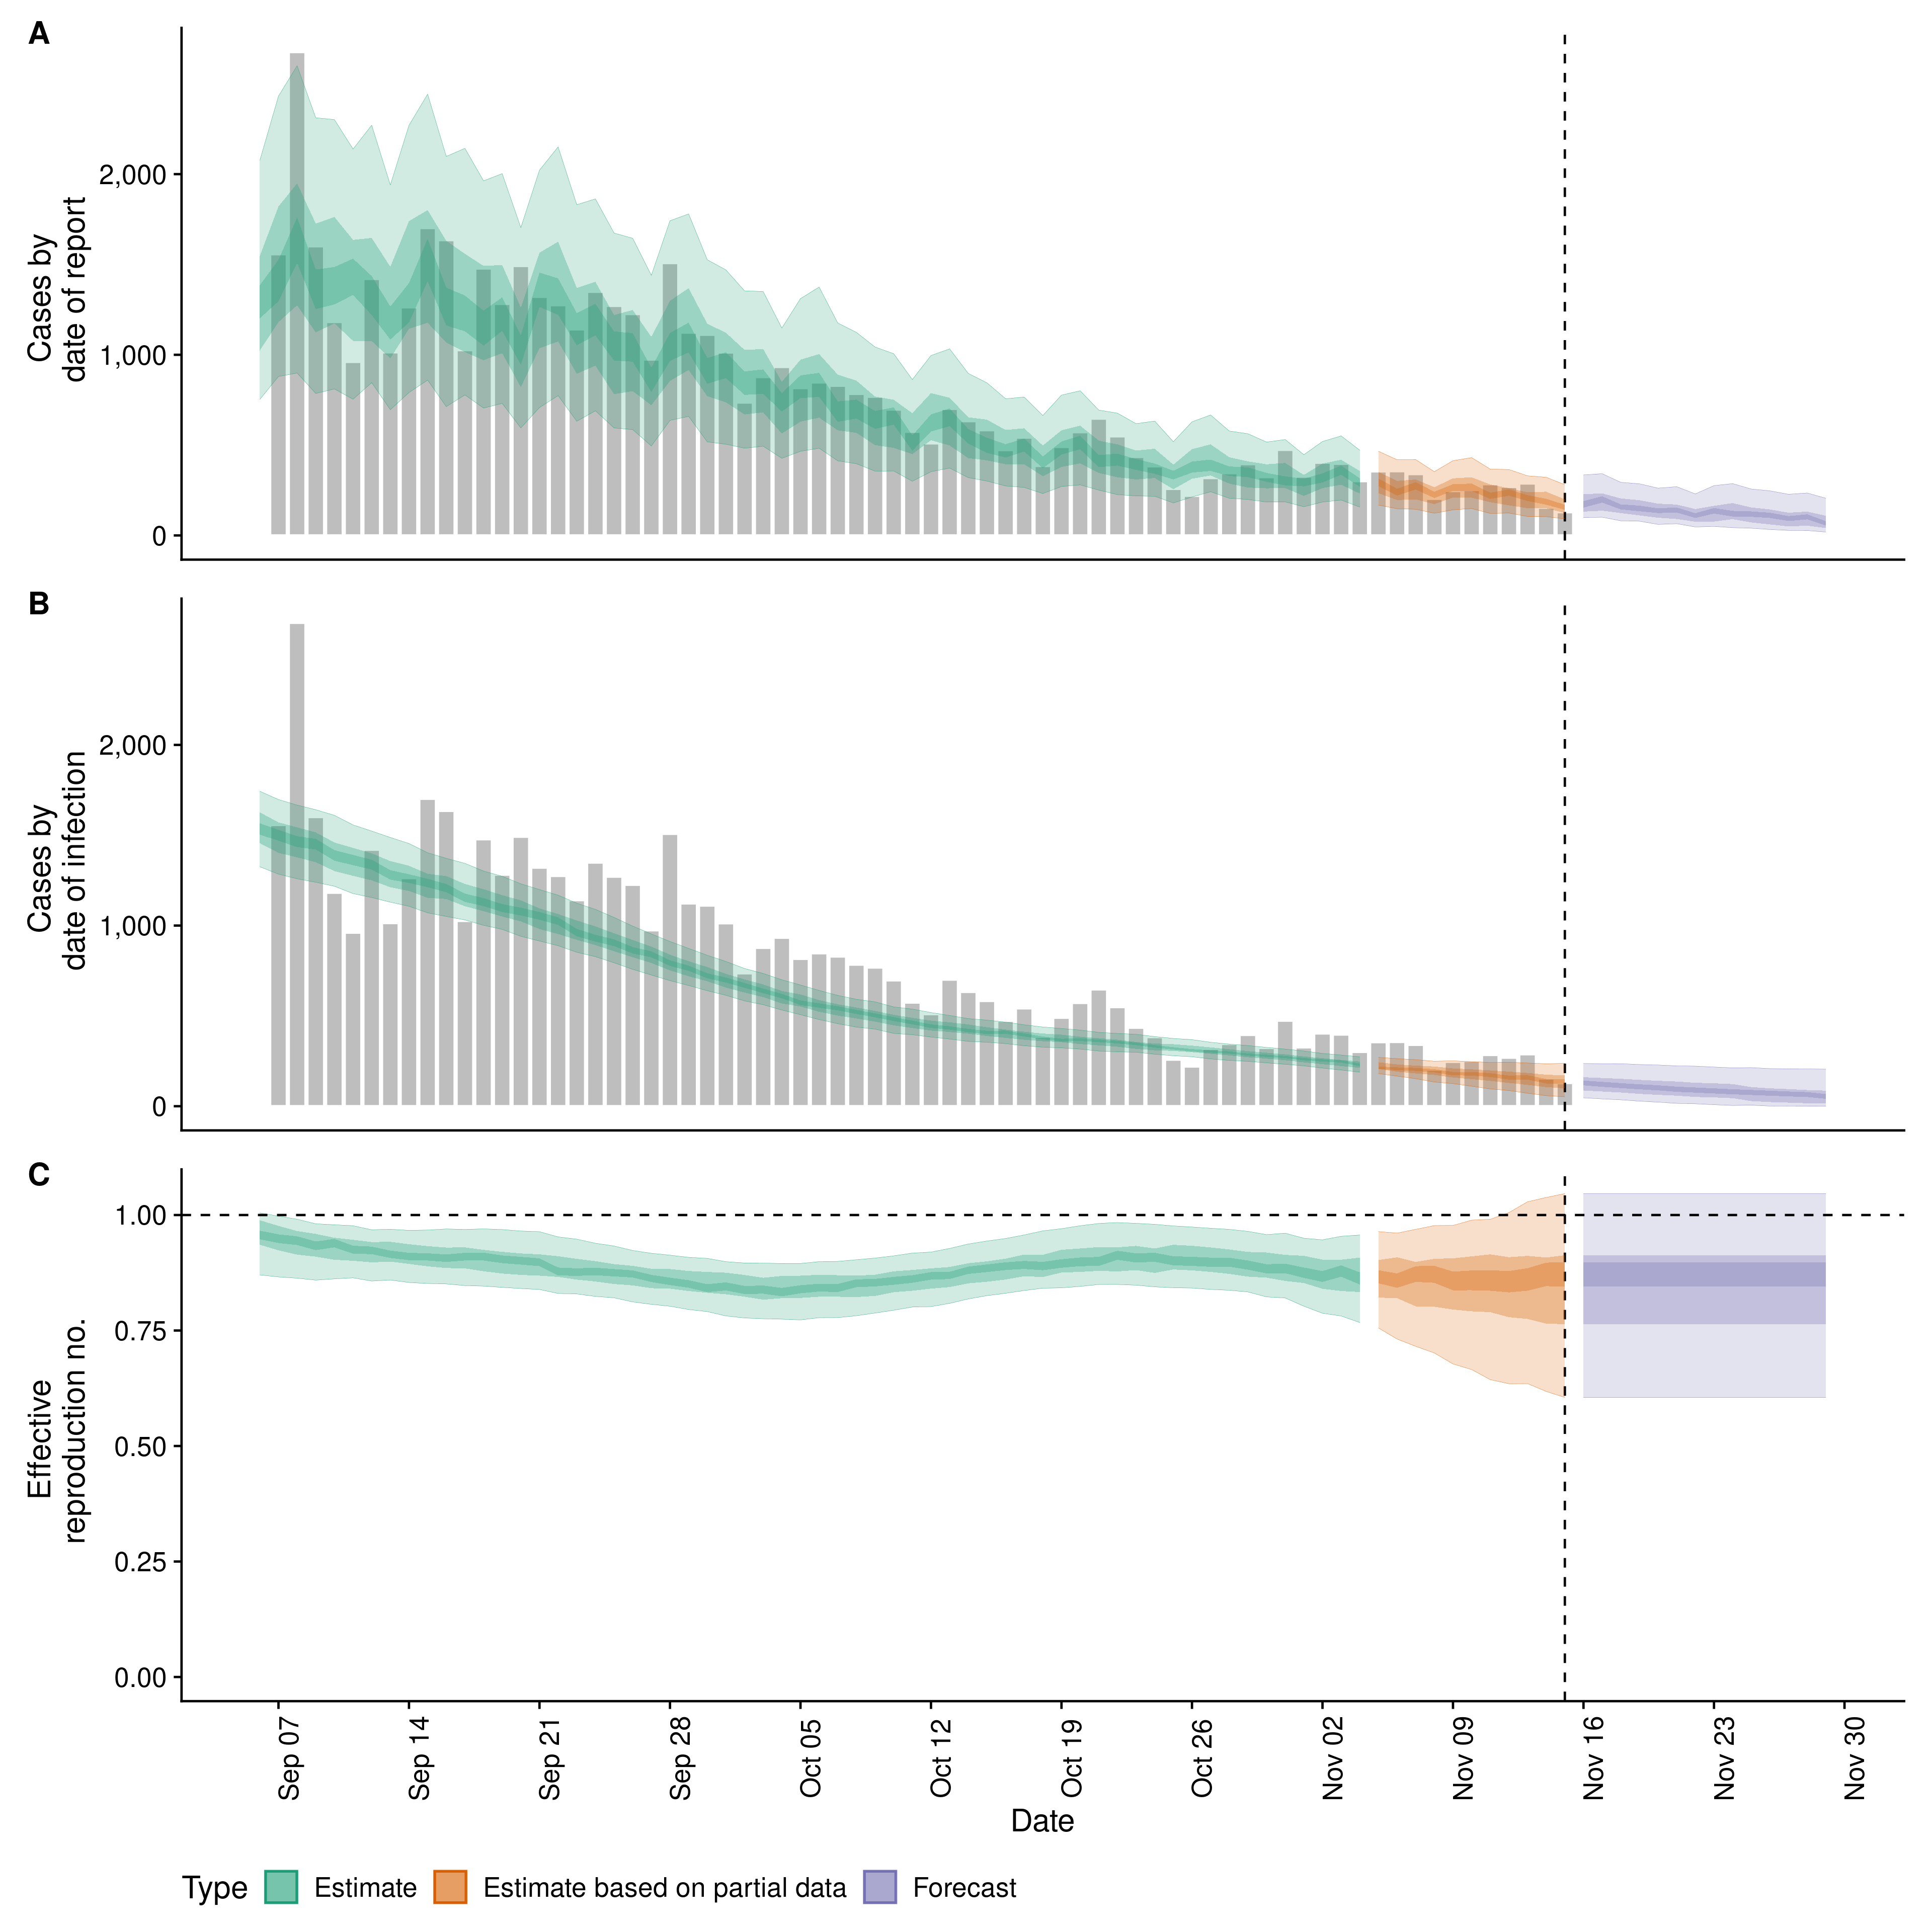 A
Cases by
date of report
2,000
1,000
0
B
Cases by
date of infection
2,000
1,000
0
C
Effective
reproduction no.
1.00
0.75
0.50
0.25
0.00
Sep 07
Sep 14
Sep 21
Sep 28
Oct 05
Oct 12
Oct 19
Oct 26
Nov 02
Nov 09
Nov 16
Nov 23
Nov 30
Date
Type Estimate Estimate based on partial data Forecast